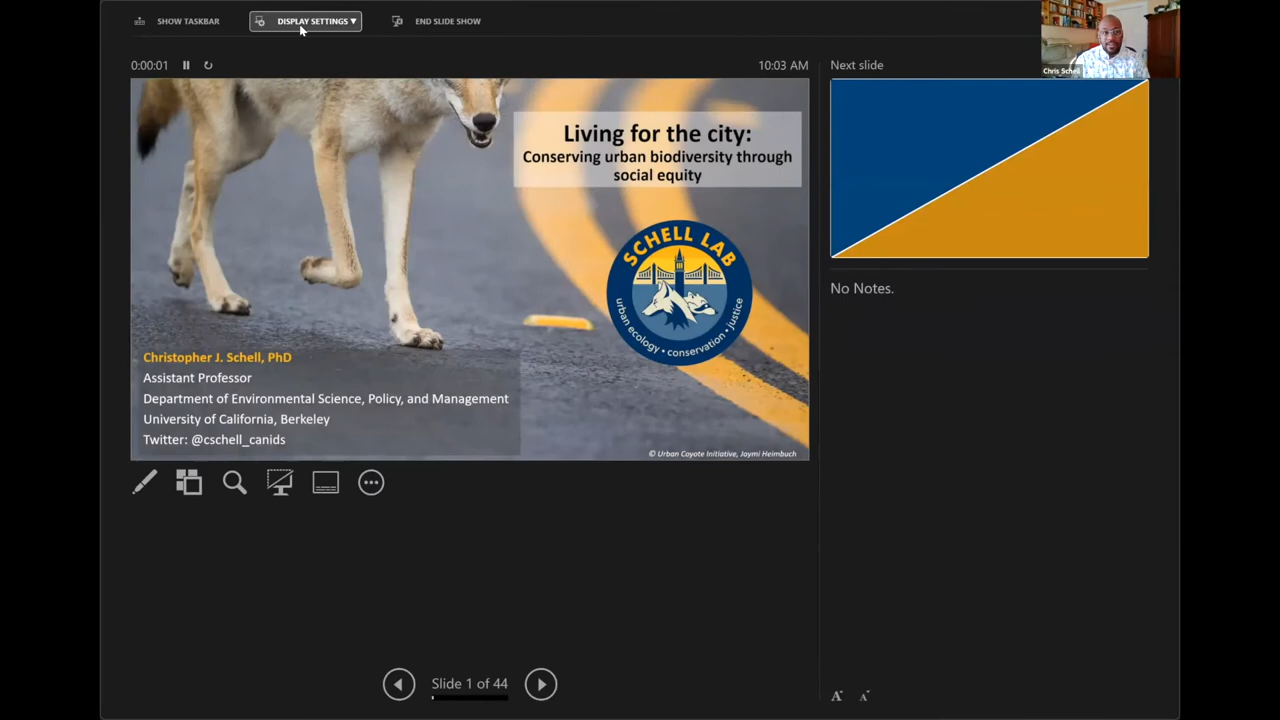 SHOW TASKBAR
DISPLAY SETTINGS ▼
END SLIDE SHOW
Chris Schell
0:00:01
10:03 AM
Next slide
Living for the city:
Conserving urban biodiversity through
social equity
SCHELL LAB
urban ecology • conservation • justice
No Notes.
Christopher J. Schell, PhD
Assistant Professor
Department of Environmental Science, Policy, and Management
University of California, Berkeley
Twitter: @cschell_canids
© Urban Coyote Initiative, Jaymi Heimbuch
Slide 1 of 44
A A